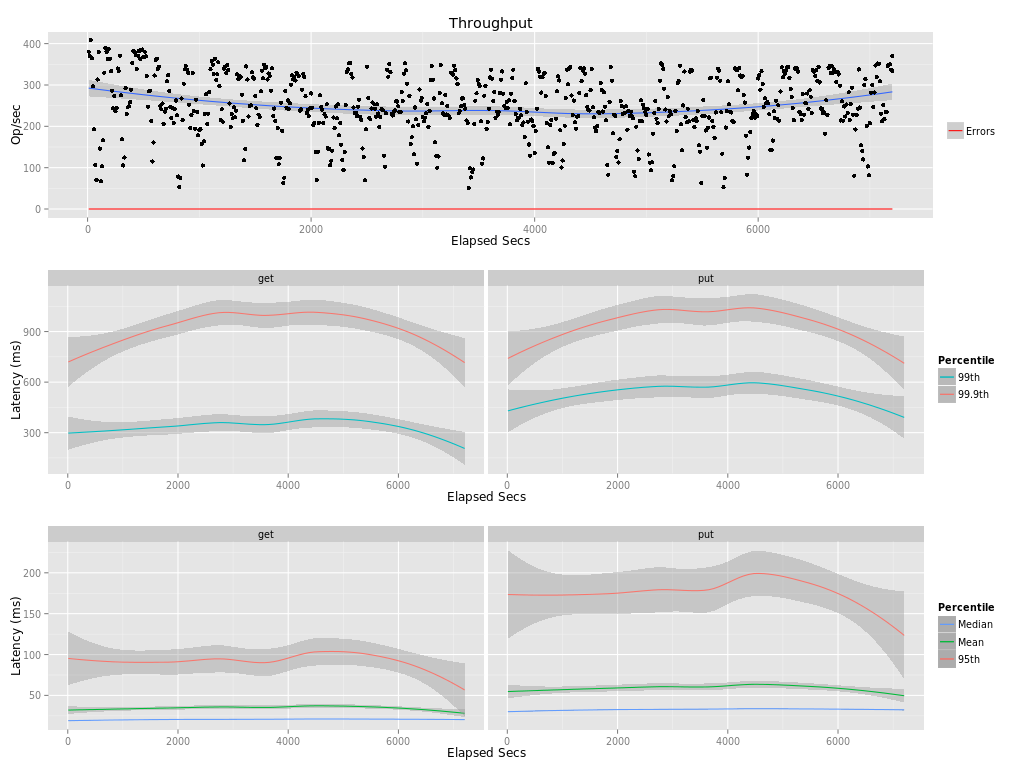 Throughput
400
300
200
100
0
Op/sec
0 2000 4000 6000
Elapsed Secs
Errors
get put
900
600
300
Latency (ms)
0 2000 4000 6000 0 2000 4000 6000
Elapsed Secs
Percentile
99th
99.9th
get put
200
150
100
50
Latency (ms)
0 2000 4000 6000 0 2000 4000 6000
Elapsed Secs
Percentile
Median
Mean
95th